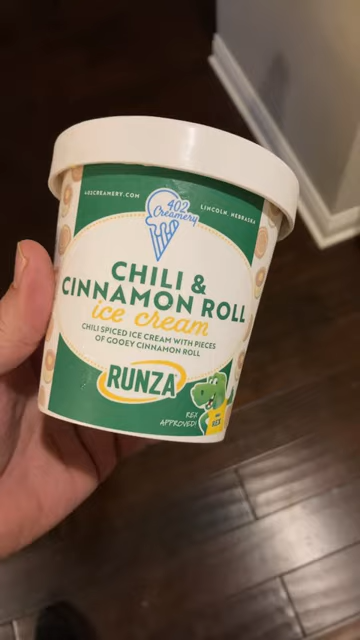 402CREAMERY.COM
402
Creamery
LINCOLN, NEBRASKA
CHILI &
CINNAMON ROLL
ice cream
CHILI SPICED ICE CREAM WITH PIECES
OF GOOEY CINNAMON ROLL
RUNZA
REX
APPROVED!
REX